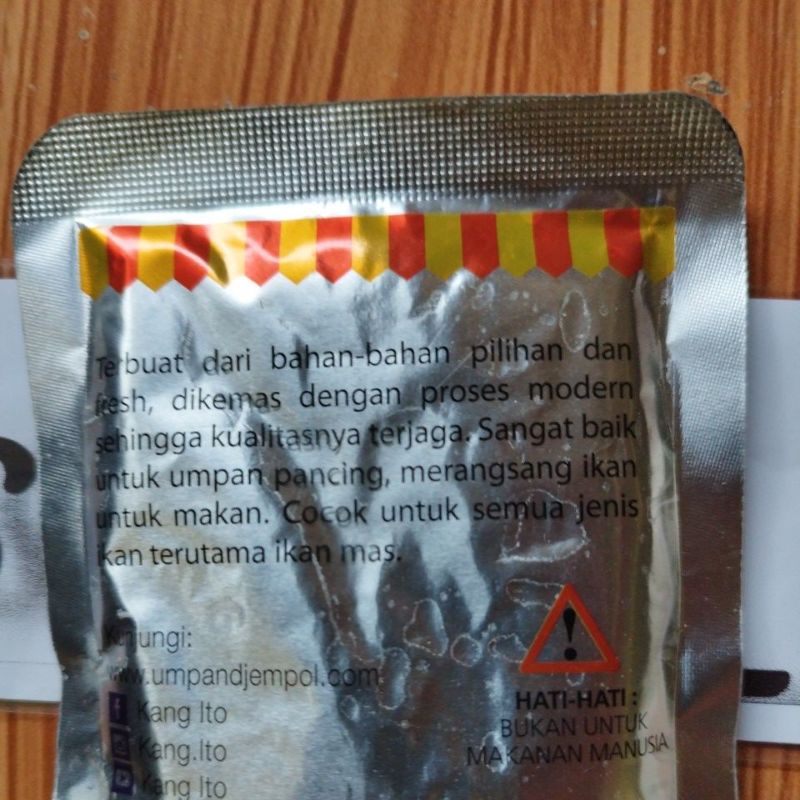 Terbuat dari bahan-bahan pilihan dan
fresh, dikemas dengan proses modern
sehingga kualitasnya terjaga. Sangat baik
untuk umpan pancing, merangsang ikan
untuk makan. Cocok untuk semua jenis
ikan terutama ikan mas.
Kunjungi:
www.umpandjempol.com
Kang Ito
Kang.Ito
Kang Ito
HATI-HATI :
BUKAN UNTUK
MAKANAN MANUSIA